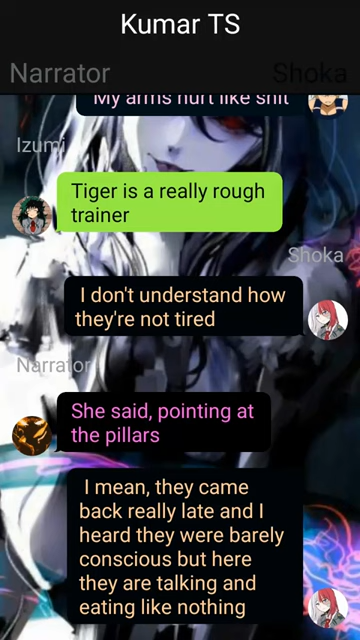 Kumar TS
Narrator
Shoka
My arms hurt like shit
Izumi
Tiger is a really rough
trainer
Shoka
I don't understand how
they're not tired
Narrator
She said, pointing at
the pillars
I mean, they came
back really late and I
heard they were barely
conscious but here
they are talking and
eating like nothing